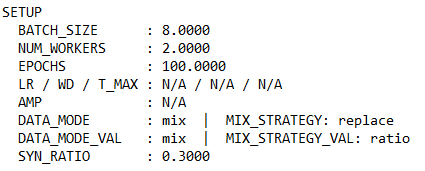 SETUP
BATCH_SIZE : 8.0000
NUM_WORKERS : 2.0000
EPOCHS : 100.0000
LR / WD / T_MAX : N/A / N/A / N/A
AMP : N/A
DATA_MODE : mix | MIX_STRATEGY: replace
DATA_MODE_VAL : mix | MIX_STRATEGY_VAL: ratio
SYN_RATIO : 0.3000